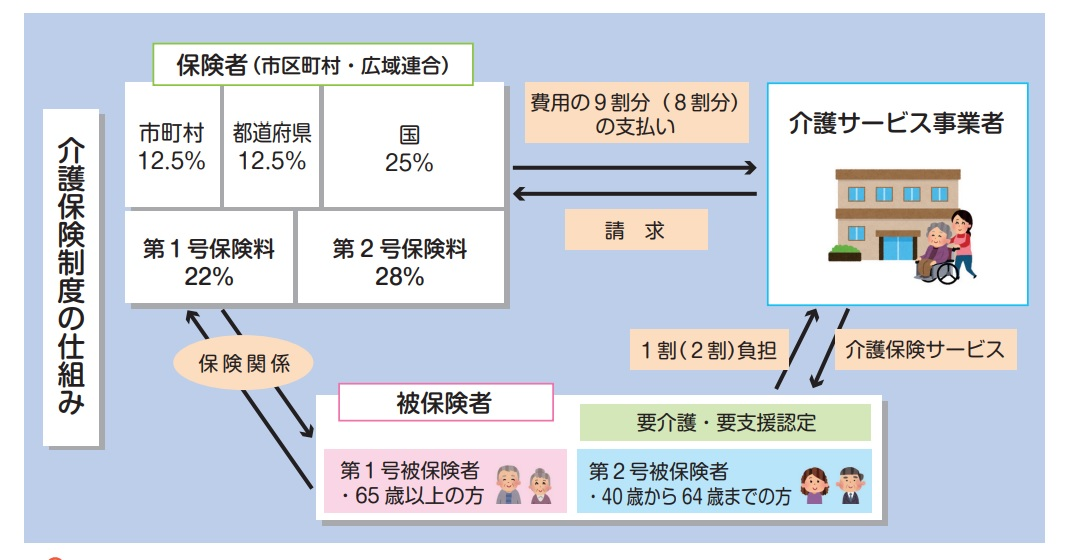 介護保険制度の仕組み
保険者（市区町村・広域連合）
市町村
12.5%
都道府県
12.5%
国
25%
第１号保険料
22%
第２号保険料
28%
費用の９割分（８割分）
の支払い
請 求
介護サービス事業者
保険関係
１割（２割）負担
介護保険サービス
被保険者
要介護・要支援認定
第１号被保険者
・65歳以上の方
第２号被保険者
・40歳から64歳までの方